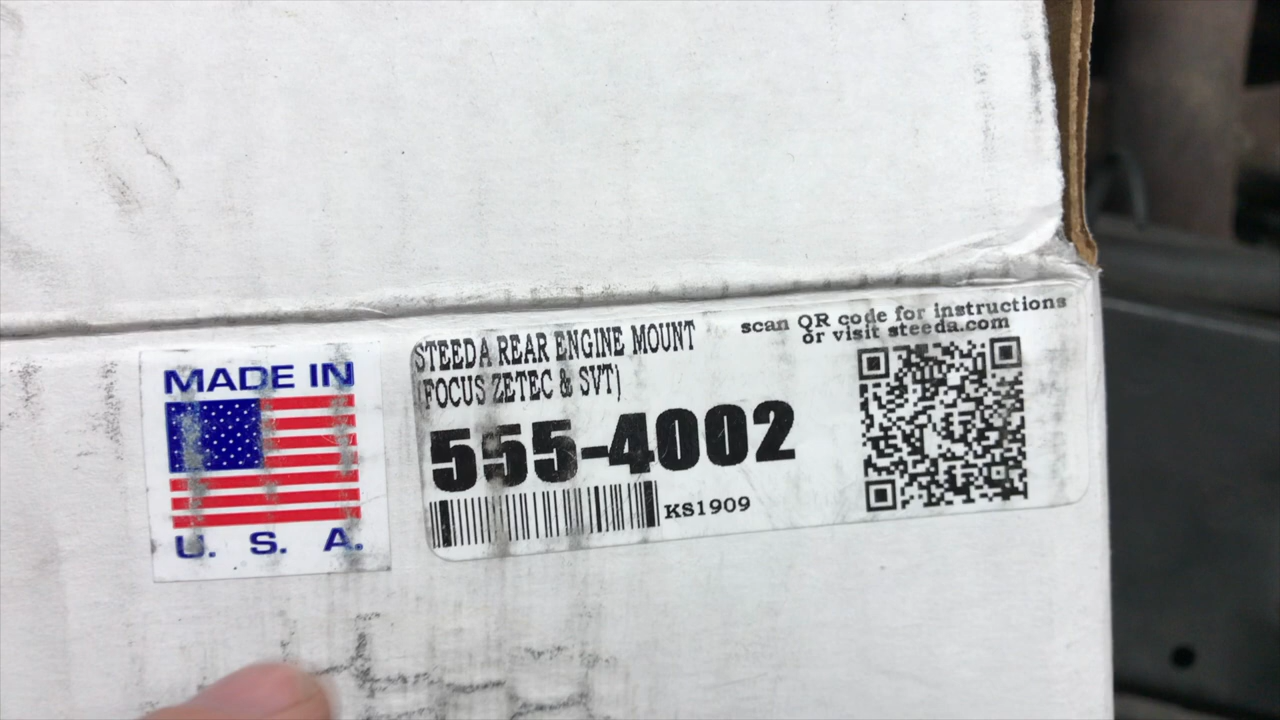 MADE IN
U. S. A.
STEEDA REAR ENGINE MOUNT
(FOCUS ZETEC & SVT)
555-4002
KS1909
scan QR code for instructions
or visit steeda.com